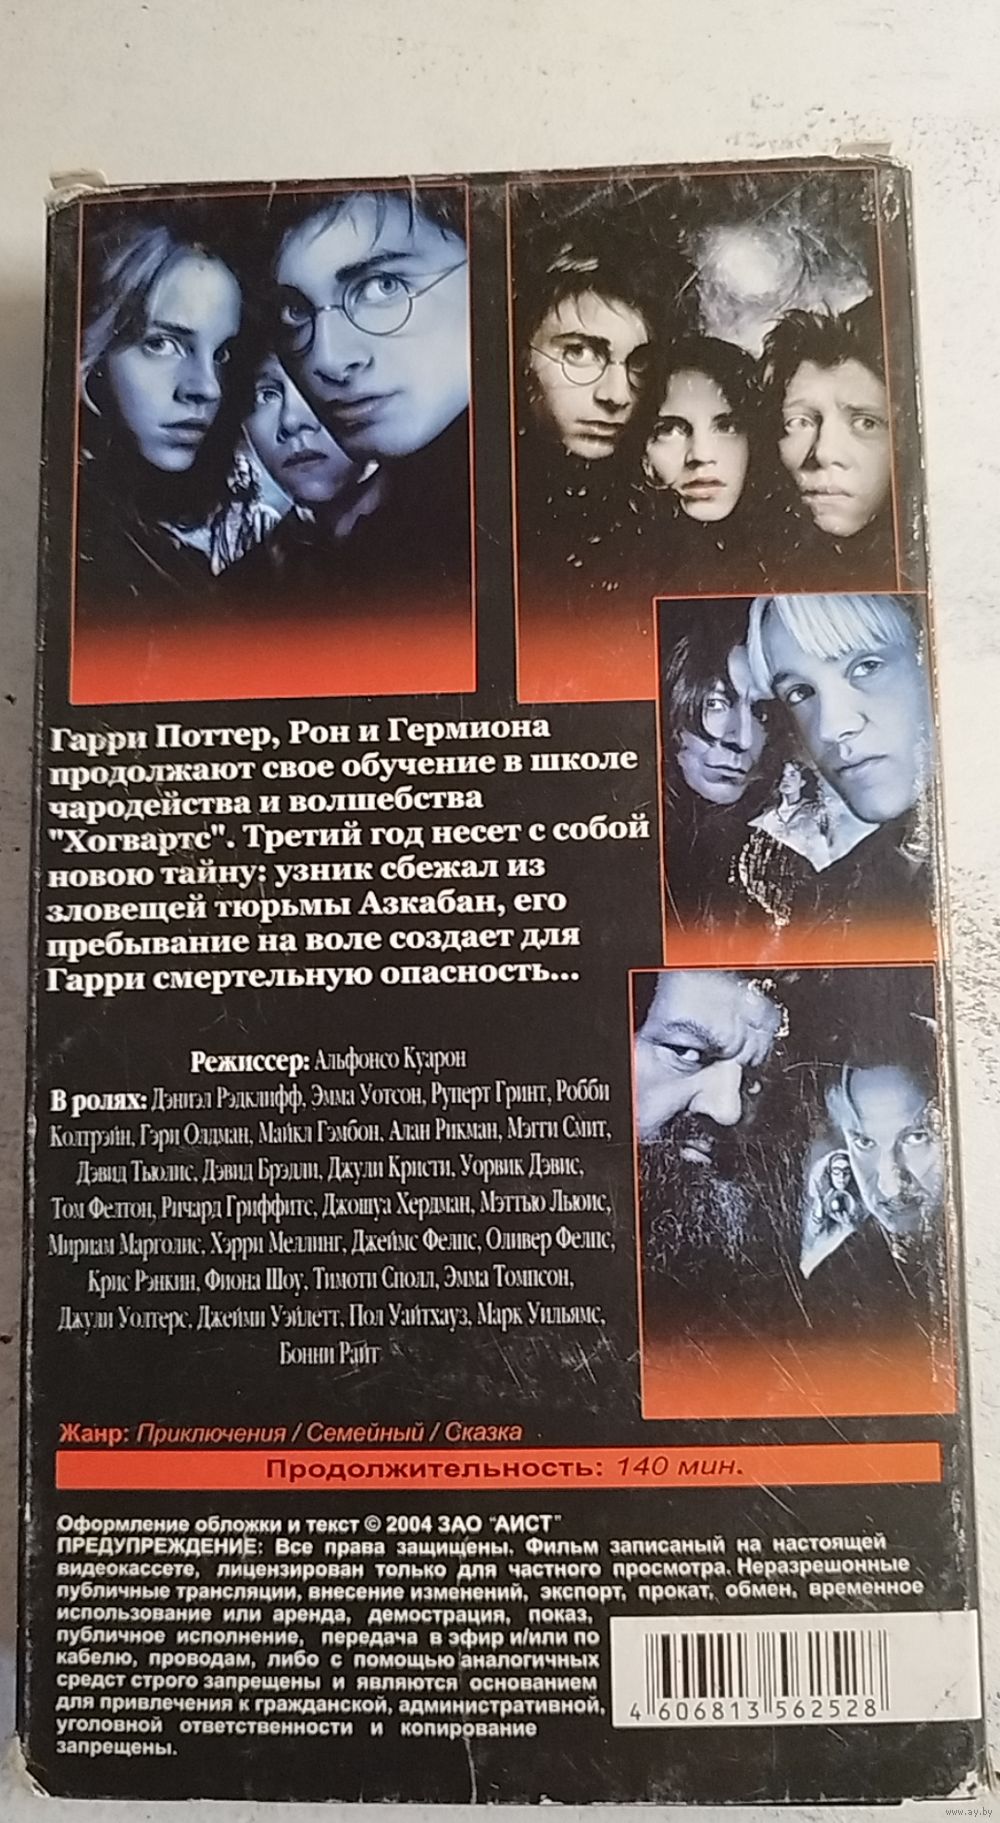 Гарри Поттер, Рон и Гермиона
продолжают свое обучение в школе
чародейства и волшебства
"Хогвартс". Третий год несет с собой
новою тайну: узник сбежал из
зловещей тюрьмы Азкабан, его
пребывание на воле создает для
Гарри смертельную опасность...
Режиссер: Альфонсо Куарон
В ролях: Дэниэл Рэдклифф, Эмма Уотсон, Руперт Гринт, Робби
Колтрэйн, Гэри Олдман, Майкл Гэмбон, Алан Рикман, Мэгги Смит,
Дэвид Тьюлис, Дэвид Брэдли, Джули Кристи, Уорвик Дэвис,
Том Фелтон, Ричард Гриффитс, Джошуа Хердман, Мэттью Льюис,
Мириам Марголис, Хэрри Меллинг, Джеймс Фелпс, Оливер Фелпс,
Крис Рэнкин, Фиона Шоу, Тимоти Сполл, Эмма Томпсон,
Джули Уолтерс, Джейми Уэйлетт, Пол Уайтхауз, Марк Уильямс,
Бонни Райт
Жанр: Приключения / Семейный / Сказка
Продолжительность: 140 мин.
Оформление обложки и текст © 2004 ЗАО "АИСТ"
ПРЕДУПРЕЖДЕНИЕ: Все права защищены. Фильм записаный на настоящей
видеокассете, лицензирован только для частного просмотра. Неразрешонные
публичные трансляции, внесение изменений, экспорт, прокат, обмен, временное
использование или аренда, демострация, показ,
публичное исполнение, передача в эфир и/или по
кабелю, проводам, либо с помощью аналогичных
средст строго запрещены и являются основанием
для привлечения к гражданской, административной,
уголовной ответственности и копирование
запрещены.
4 606813 562528
www.ay.by